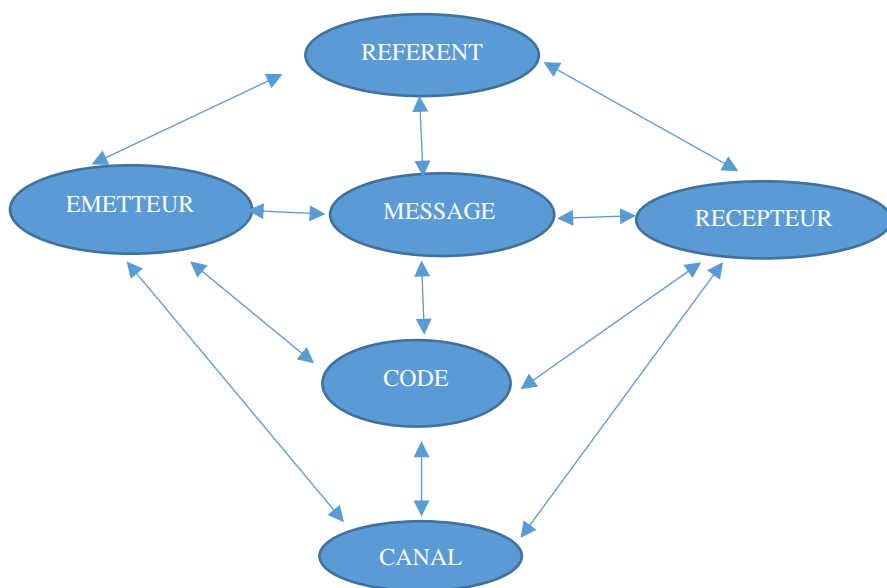 REFERENT
EMETTEUR
MESSAGE
RECEPTEUR
CODE
CANAL